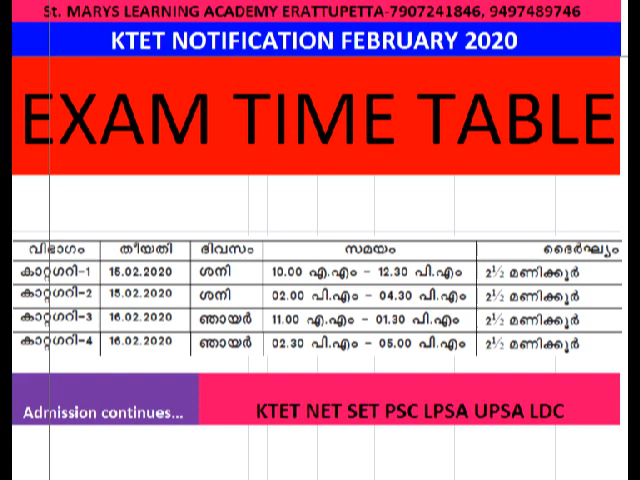 St. MARYS LEARNING ACADEMY ERATTUPETTA-7907241846, 9497489746
KTET NOTIFICATION FEBRUARY 2020
EXAM TIME TABLE
വിഭാഗം തീയതി ദിവസം സമയം ദൈർഘ്യം
കാറ്റഗറി-1 15.02.2020 ശനി 10.00 എ.എം - 12.30 പി.എം 2½ മണിക്കൂർ
കാറ്റഗറി-2 15.02.2020 ശനി 02.00 പി.എം - 04.30 പി.എം 2½ മണിക്കൂർ
കാറ്റഗറി-3 16.02.2020 ഞായർ 11.00 എ.എം - 01.30 പി.എം 2½ മണിക്കൂർ
കാറ്റഗറി-4 16.02.2020 ഞായർ 02.30 പി.എം - 05.00 പി.എം 2½ മണിക്കൂർ
Admission continues... KTET NET SET PSC LPSA UPSA LDC